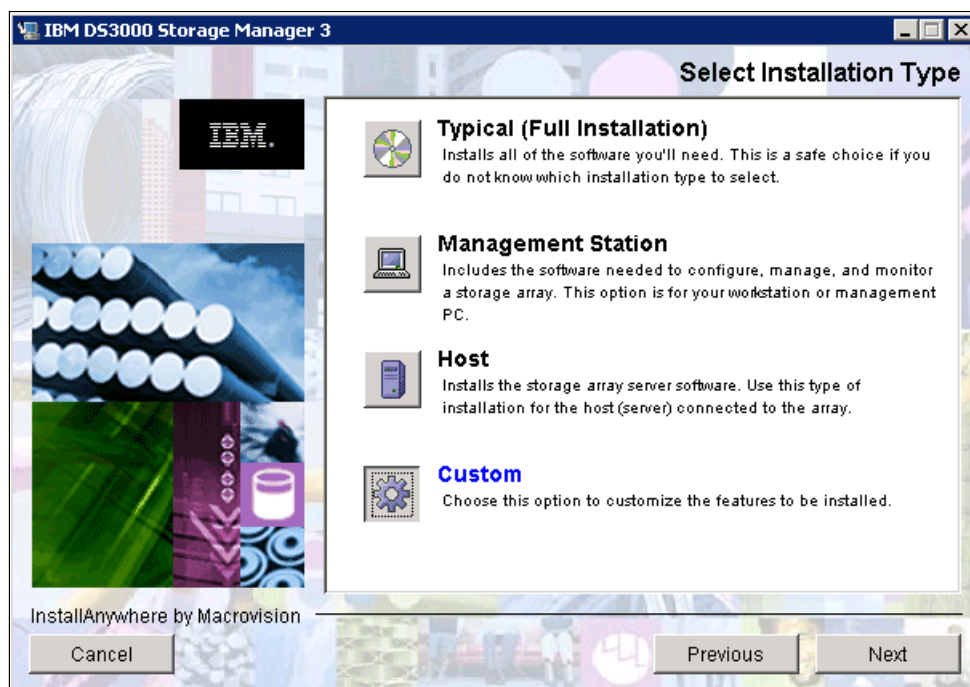 IBM DS3000 Storage Manager 3
Select Installation Type
IBM.
Typical (Full Installation)
Installs all of the software you'll need. This is a safe choice if you
do not know which installation type to select.
Management Station
Includes the software needed to configure, manage, and monitor
a storage array. This option is for your workstation or management
PC.
Host
Installs the storage array server software. Use this type of
installation for the host (server) connected to the array.
Custom
Choose this option to customize the features to be installed.
InstallAnywhere by Macrovision
Cancel
Previous
Next